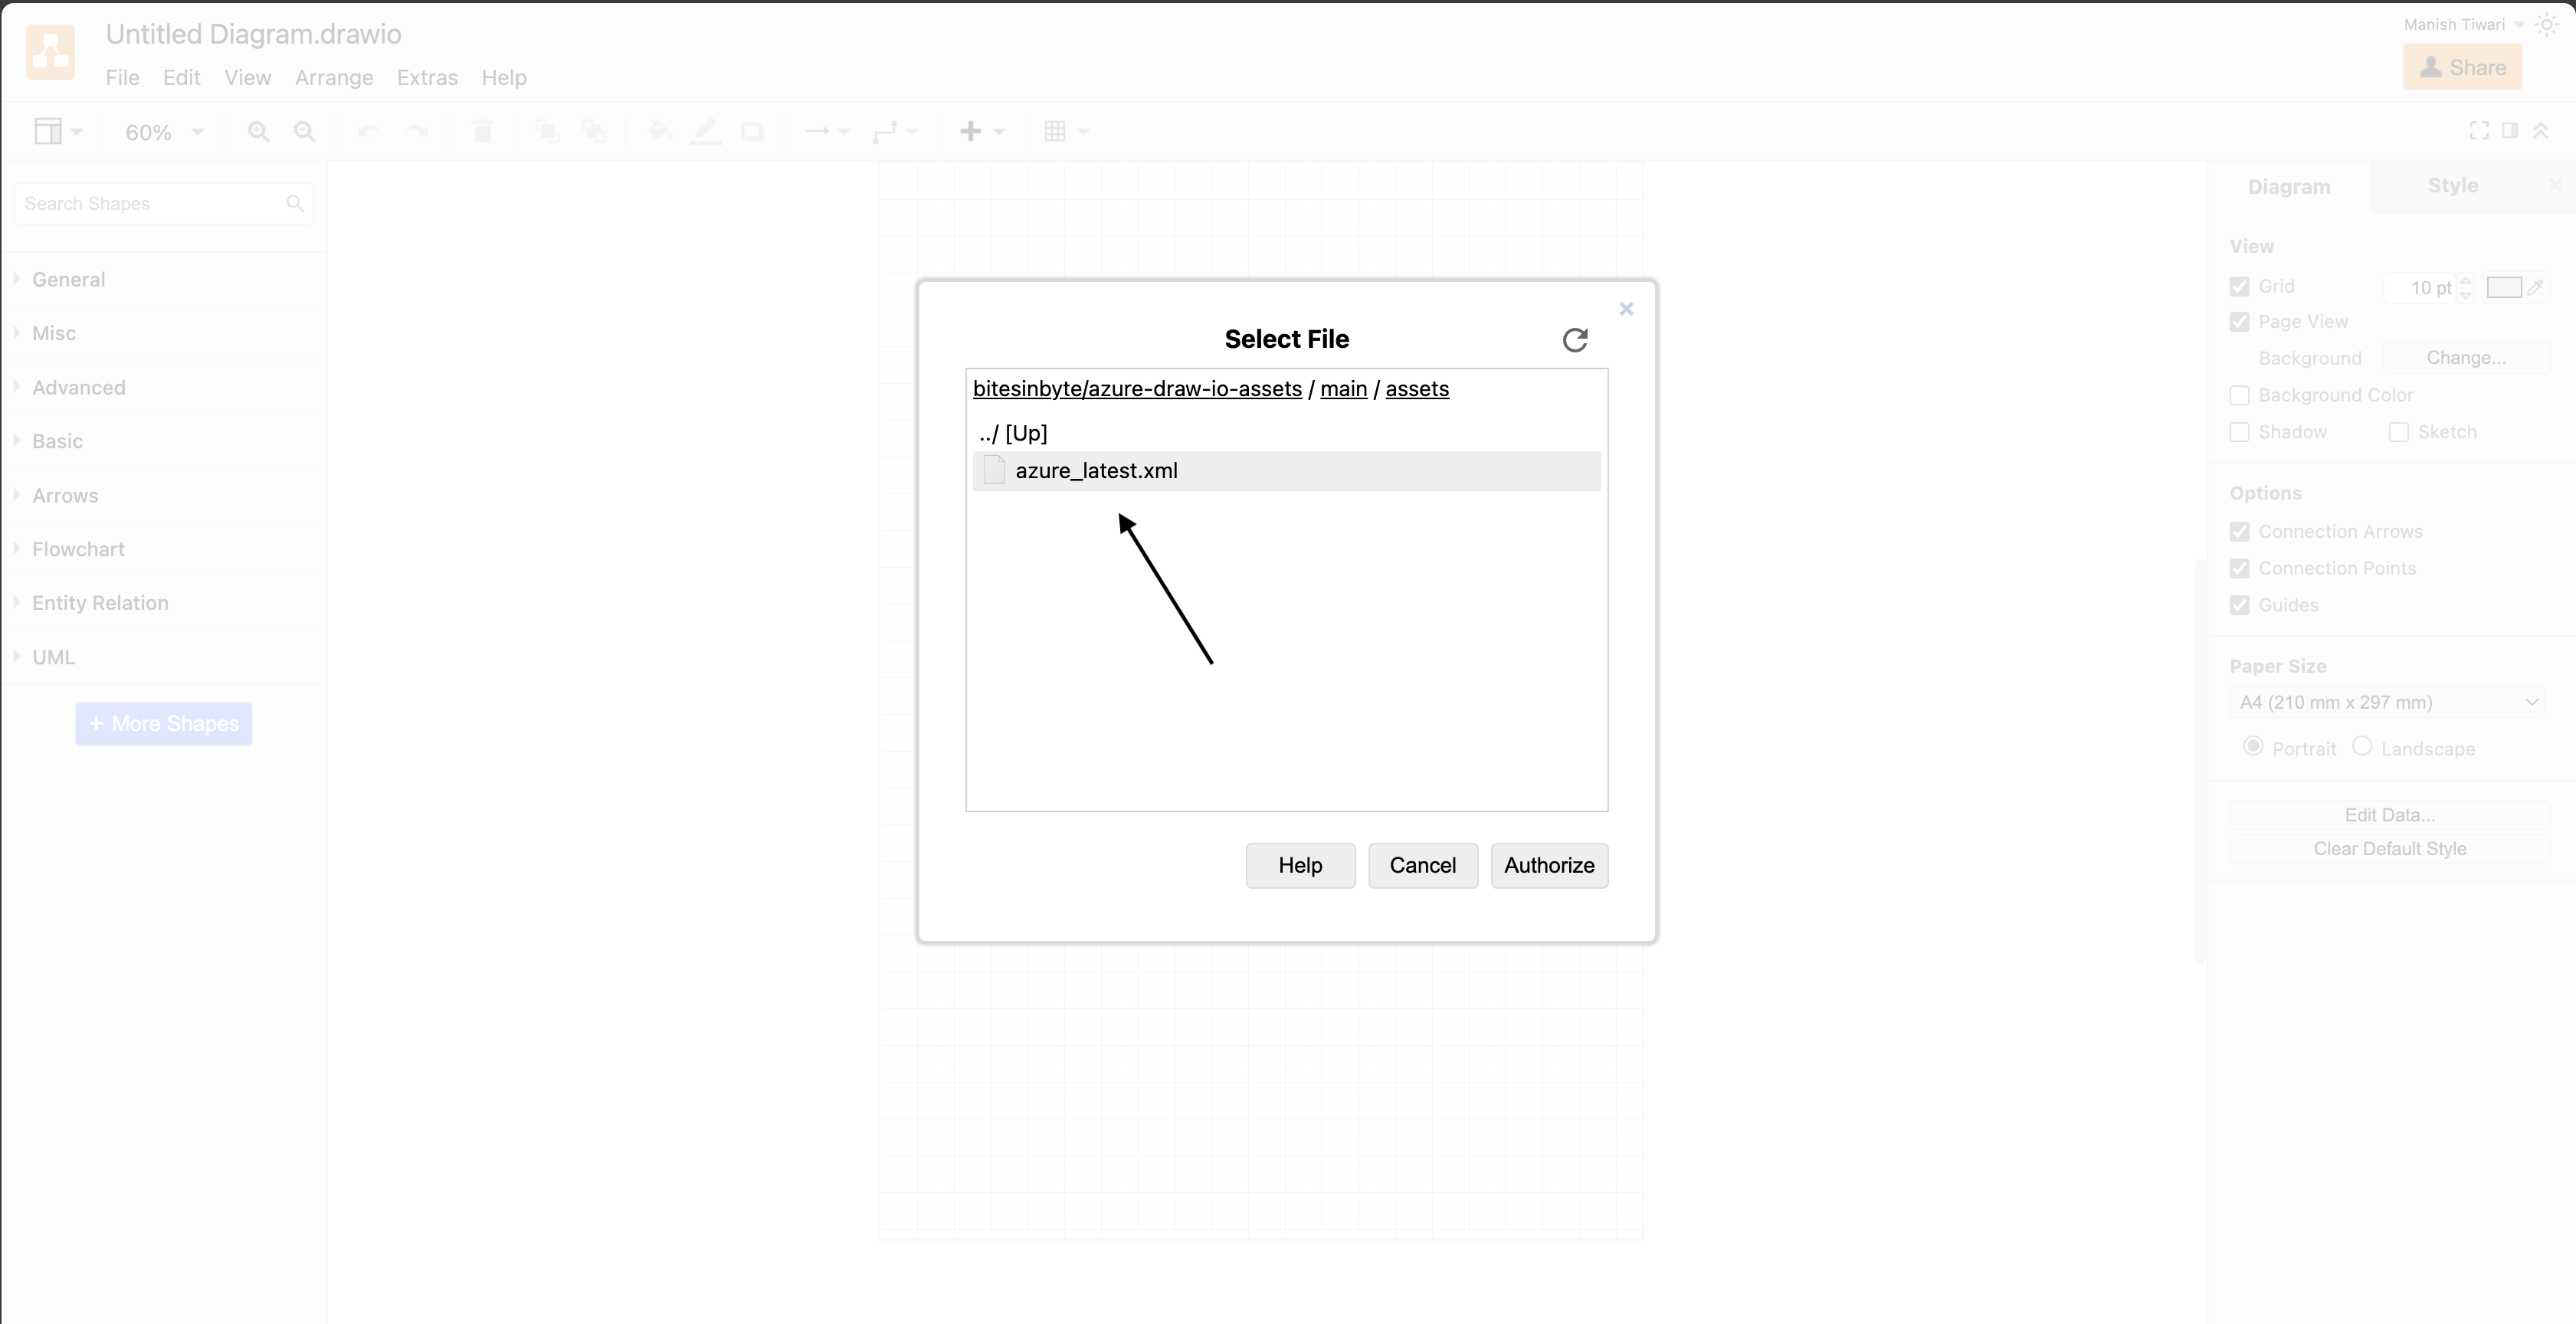 Untitled Diagram.drawio
Manish Tiwari
File Edit View Arrange Extras Help
Share
60%
Search Shapes
General
Misc
Advanced
Basic
Arrows
Flowchart
Entity Relation
UML
+ More Shapes
Select File
bitesinbyte/azure-draw-io-assets / main / assets
../ [Up]
azure_latest.xml
Help Cancel Authorize
Diagram Style
View
Grid 10 pt
Page View
Background Change...
Background Color
Shadow Sketch
Options
Connection Arrows
Connection Points
Guides
Paper Size
A4 (210 mm x 297 mm)
Portrait Landscape
Edit Data...
Clear Default Style